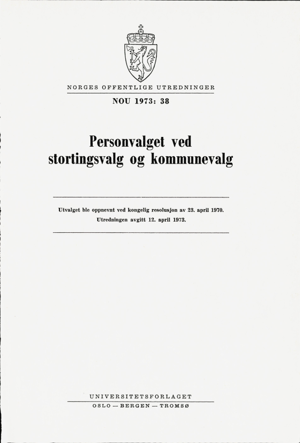 NORGES OFFENTLIGE UTREDNINGER
NOU 1973: 38
Personvalget ved
stortingsvalg og kommunevalg
Utvalget ble oppnevnt ved kongelig resolusjon av 23. april 1970.
Utredningen avgitt 12. april 1973.
UNIVERSITETSFORLAGET
OSLO — BERGEN — TROMSØ